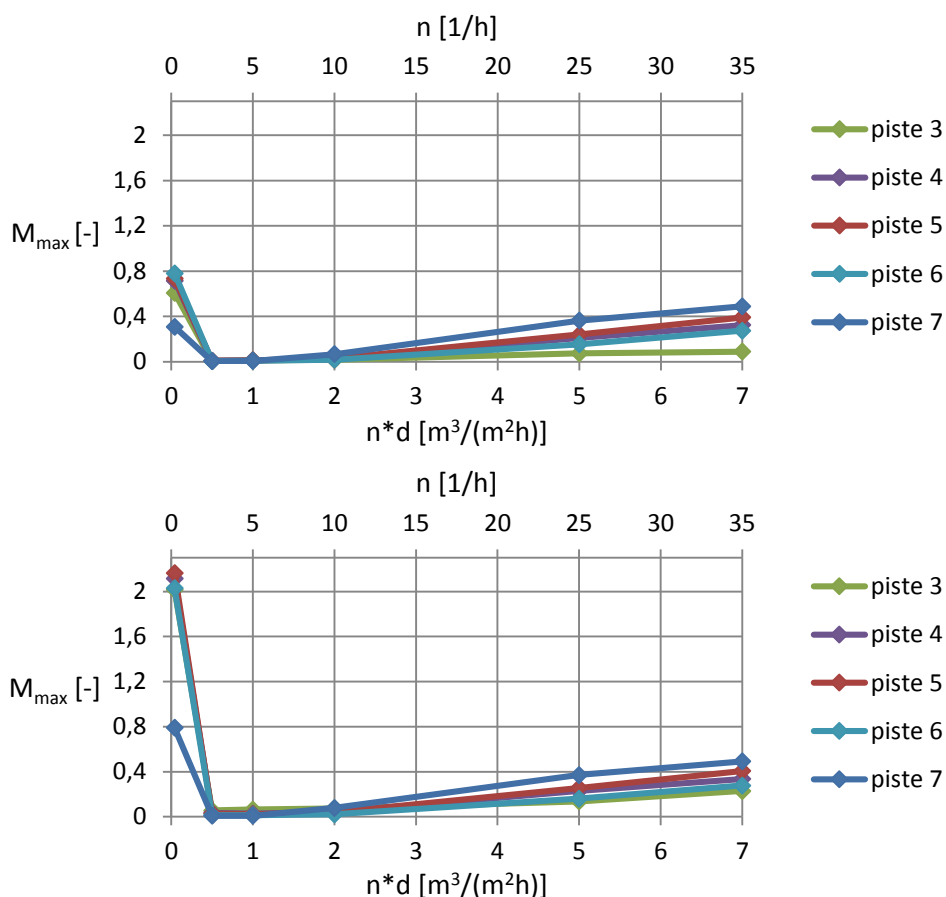 n [1/h]
0 5 10 15 20 25 30 35
2
1,6
1,2
0,8
0,4
0
M_max [-]
0 1 2 3 4 5 6 7
n*d [m³/(m²h)]
piste 3
piste 4
piste 5
piste 6
piste 7
n [1/h]
0 5 10 15 20 25 30 35
2
1,6
1,2
0,8
0,4
0
M_max [-]
0 1 2 3 4 5 6 7
n*d [m³/(m²h)]
piste 3
piste 4
piste 5
piste 6
piste 7